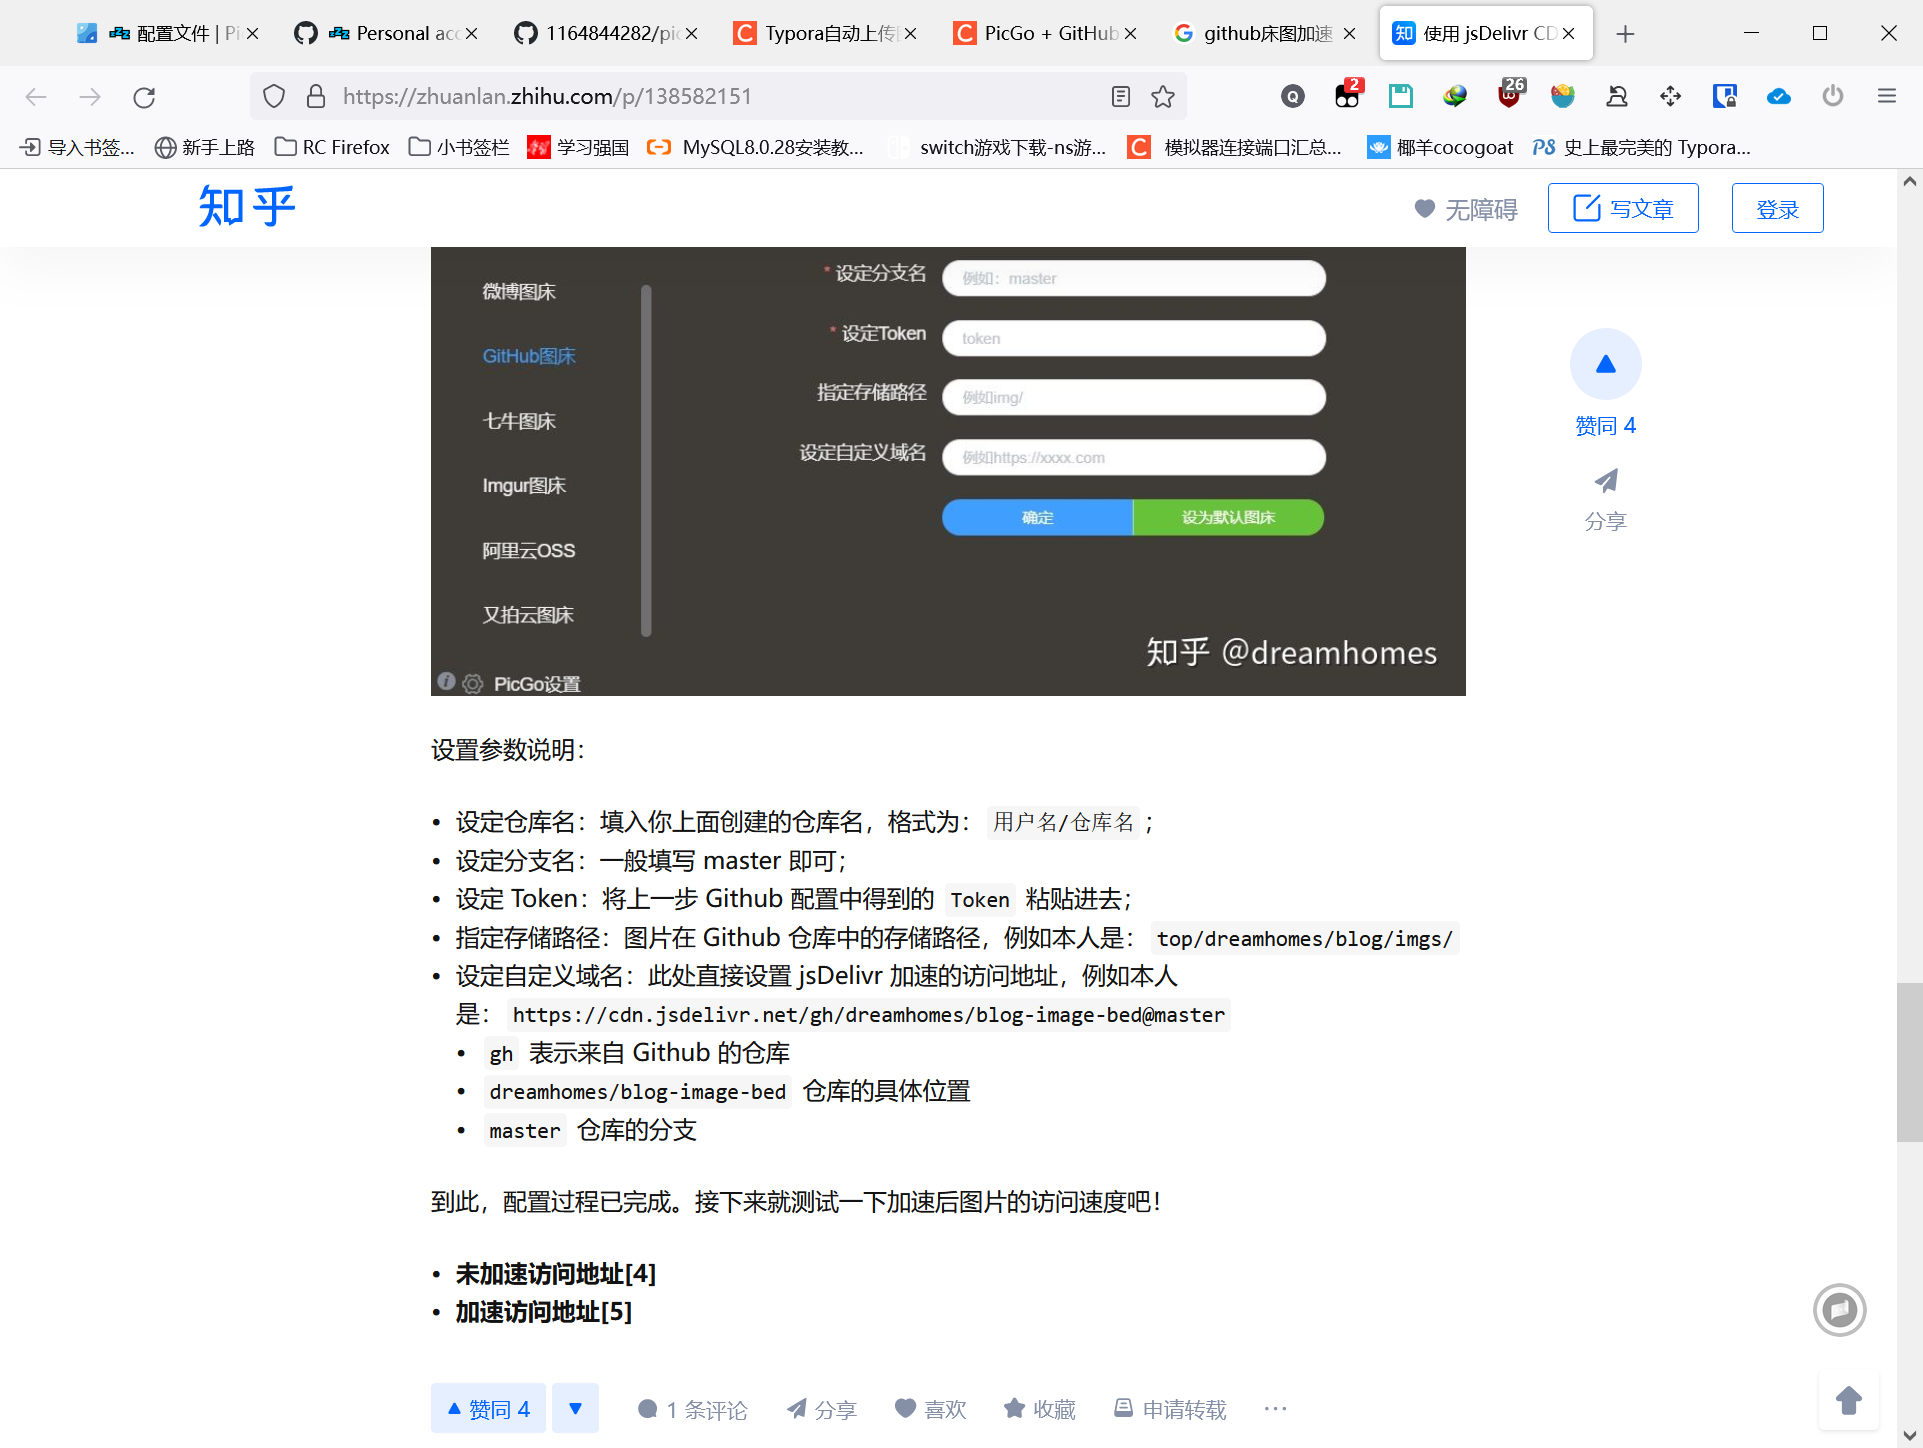 配置文件 | Pi
Personal acc
1164844282/pic
Typora自动上传图
PicGo + GitHub
github床图加速
使用 jsDelivr CD
https://zhuanlan.zhihu.com/p/138582151
2
26
导入书签...
新手上路
RC Firefox
小书签栏
学习强国
MySQL8.0.28安装教...
switch游戏下载-ns游...
模拟器连接端口汇总...
椰羊cocogoat
史上最完美的 Typora...
知乎
无障碍
写文章
登录
微博图床
GitHub图床
七牛图床
Imgur图床
阿里云OSS
又拍云图床
PicGo设置
* 设定分支名 例如：master
* 设定Token token
指定存储路径 例如img/
设定自定义域名 例如https://xxxx.com
确定 设为默认图床
知乎 @dreamhomes
赞同 4
分享
设置参数说明：
• 设定仓库名：填入你上面创建的仓库名，格式为： 用户名/仓库名 ；
• 设定分支名：一般填写 master 即可；
• 设定 Token：将上一步 Github 配置中得到的 Token 粘贴进去；
• 指定存储路径：图片在 Github 仓库中的存储路径，例如本人是： top/dreamhomes/blog/imgs/
• 设定自定义域名：此处直接设置 jsDelivr 加速的访问地址，例如本人
是： https://cdn.jsdelivr.net/gh/dreamhomes/blog-image-bed@master
• gh 表示来自 Github 的仓库
• dreamhomes/blog-image-bed 仓库的具体位置
• master 仓库的分支
到此，配置过程已完成。接下来就测试一下加速后图片的访问速度吧！
• 未加速访问地址[4]
• 加速访问地址[5]
赞同 4
1 条评论
分享
喜欢
收藏
申请转载